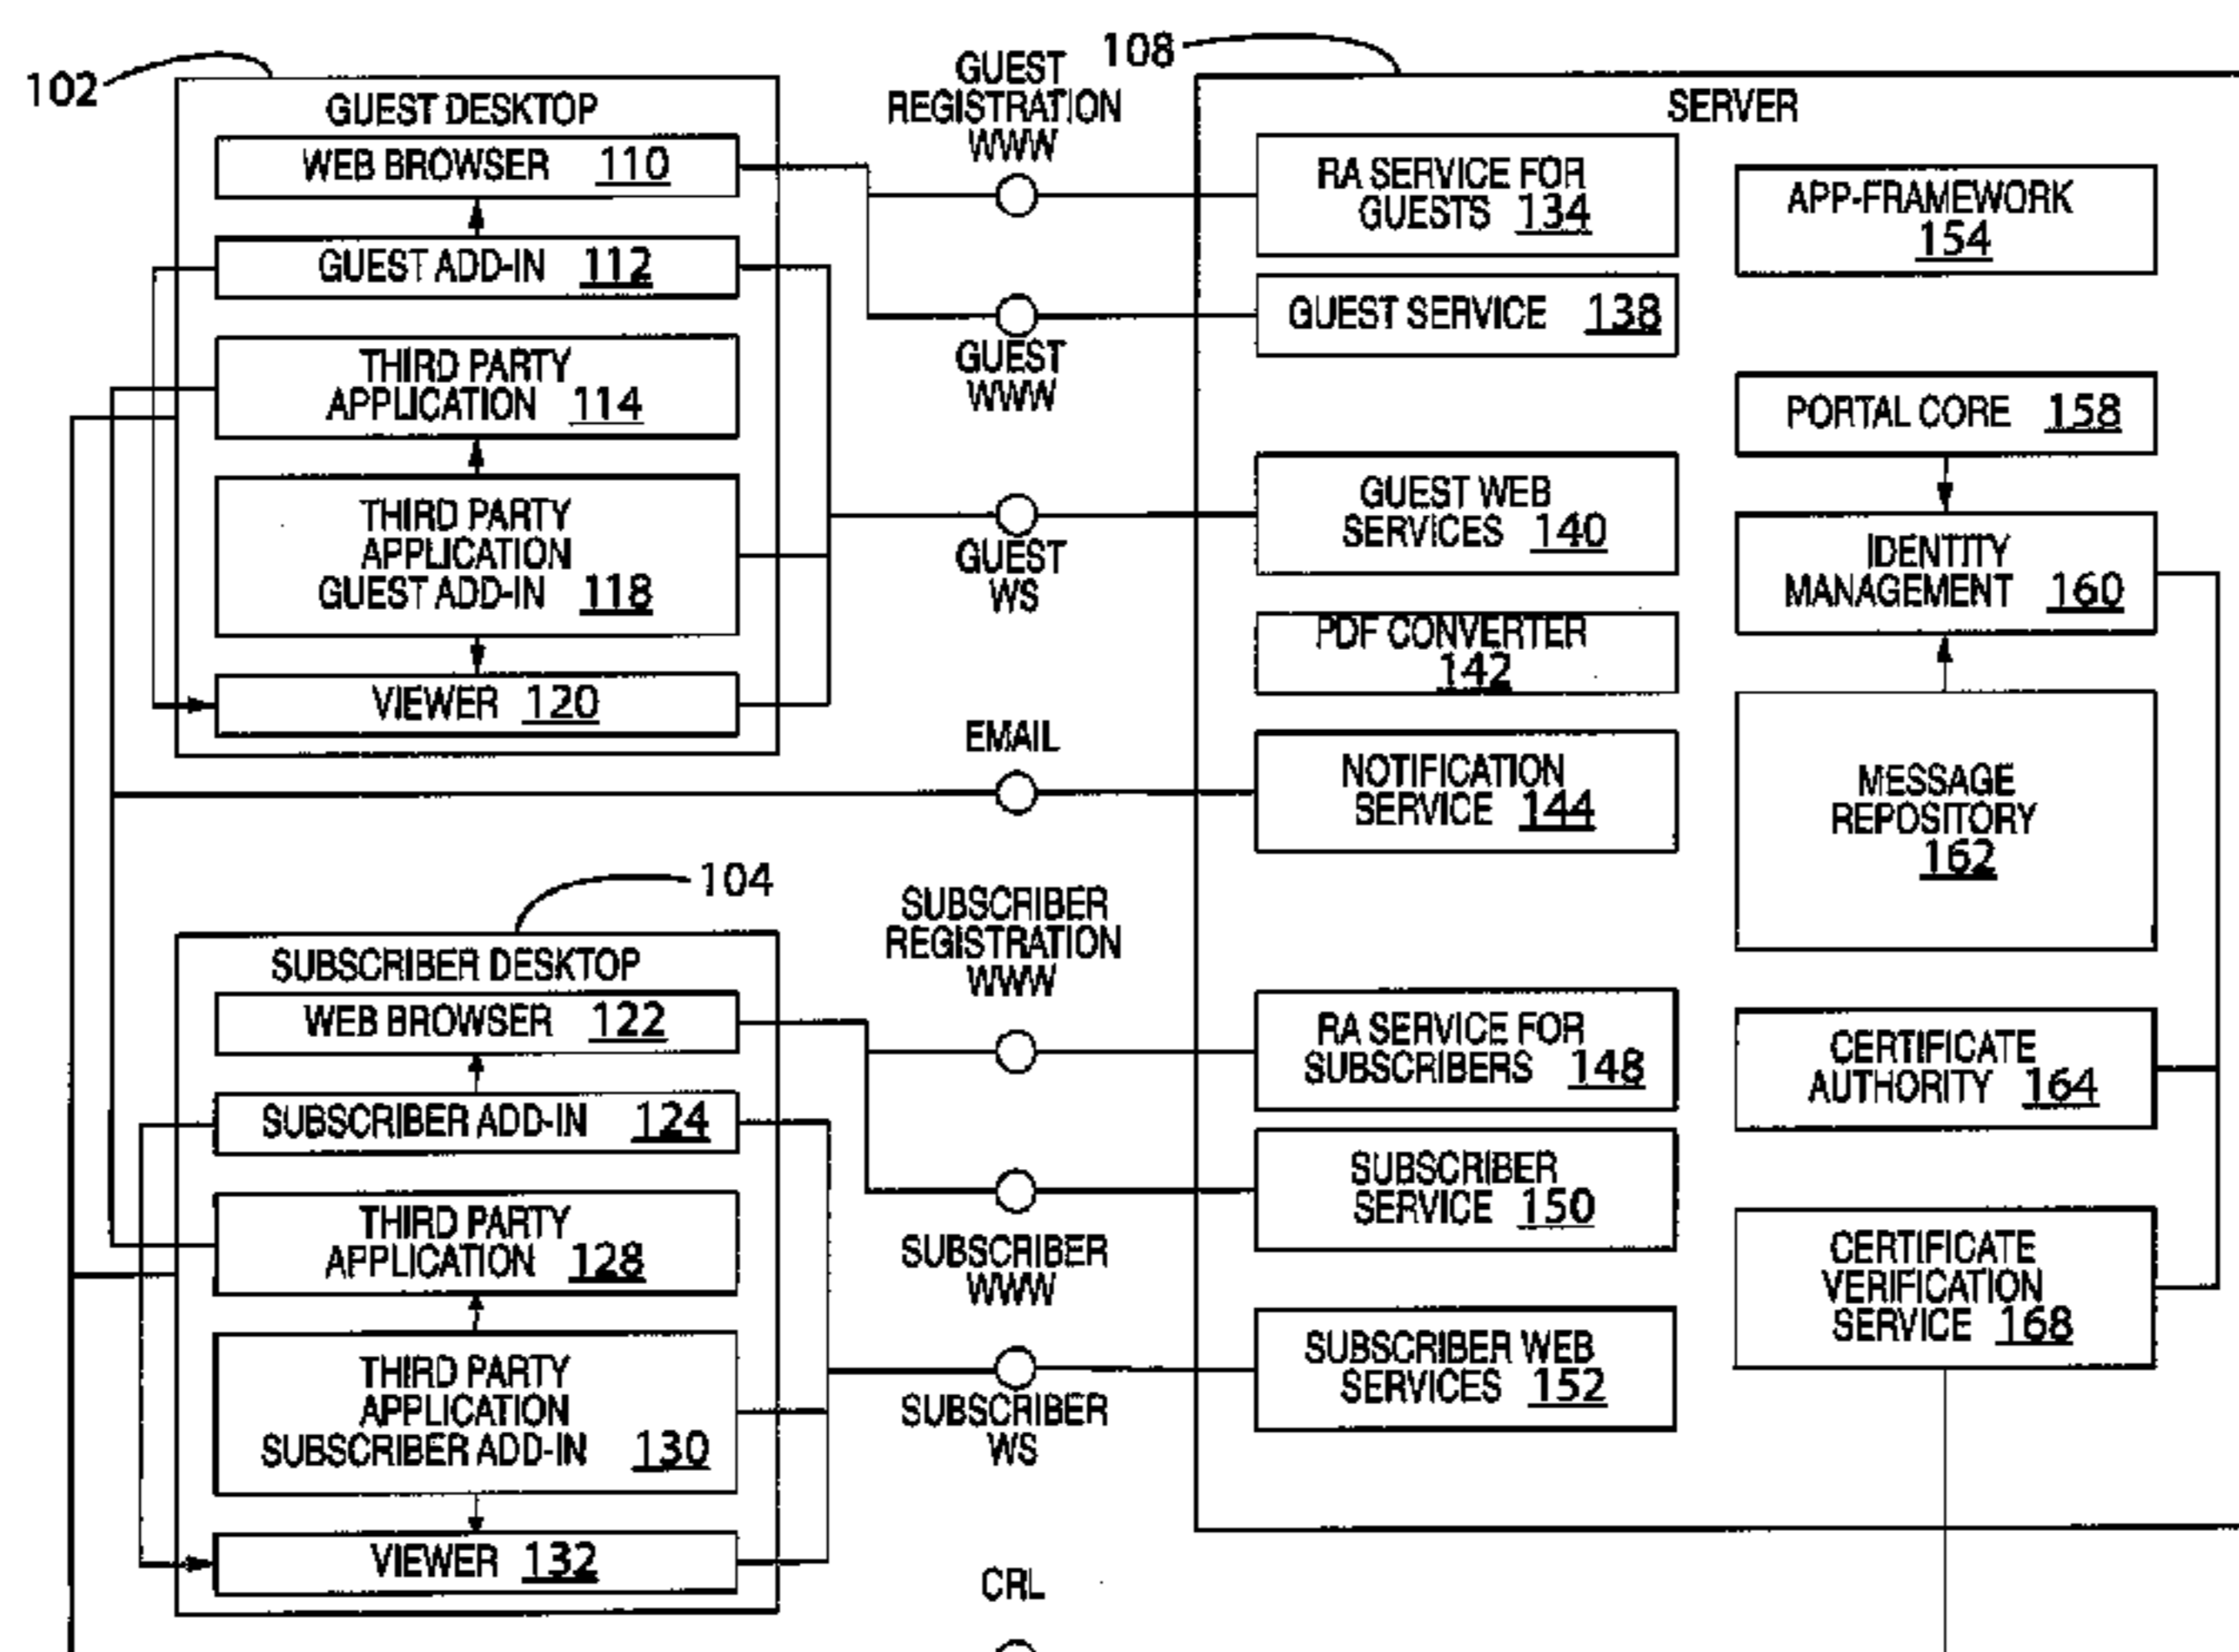 102
GUEST DESKTOP
WEB BROWSER 110
GUEST ADD-IN 112
THIRD PARTY
APPLICATION 114
THIRD PARTY
APPLICATION
GUEST ADD-IN 118
VIEWER 120
104
SUBSCRIBER DESKTOP
WEB BROWSER 122
SUBSCRIBER ADD-IN 124
THIRD PARTY
APPLICATION 128
THIRD PARTY
APPLICATION
SUBSCRIBER ADD-IN 130
VIEWER 132
GUEST
REGISTRATION
WWW
GUEST
WWW
GUEST
WS
EMAIL
SUBSCRIBER
REGISTRATION
WWW
SUBSCRIBER
WWW
SUBSCRIBER
WS
CRL
108
SERVER
RA SERVICE FOR
GUESTS 134
GUEST SERVICE 138
GUEST WEB
SERVICES 140
PDF CONVERTER
142
NOTIFICATION
SERVICE 144
RA SERVICE FOR
SUBSCRIBERS 148
SUBSCRIBER
SERVICE 150
SUBSCRIBER WEB
SERVICES 152
APP-FRAMEWORK
154
PORTAL CORE 158
IDENTITY
MANAGEMENT 160
MESSAGE
REPOSITORY
162
CERTIFICATE
AUTHORITY 164
CERTIFICATE
VERIFICATION
SERVICE 168